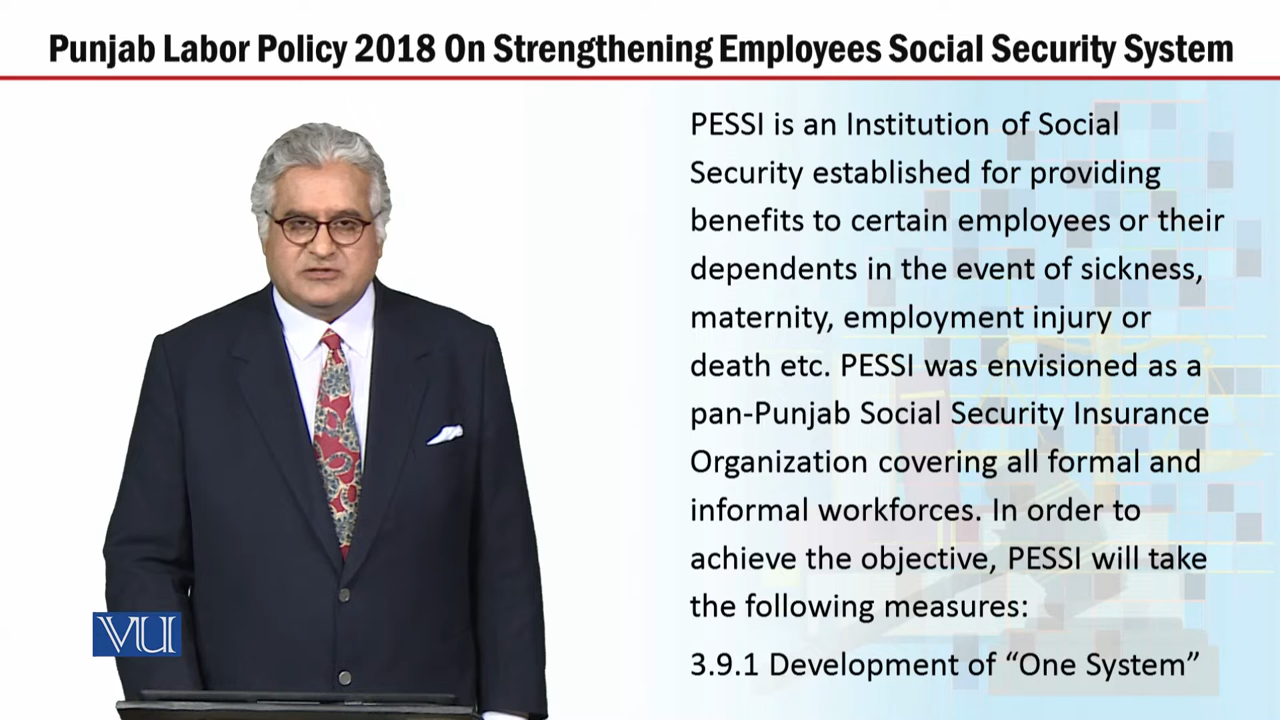 Punjab Labor Policy 2018 On Strengthening Employees Social Security System
PESSI is an Institution of Social
Security established for providing
benefits to certain employees or their
dependents in the event of sickness,
maternity, employment injury or
death etc. PESSI was envisioned as a
pan-Punjab Social Security Insurance
Organization covering all formal and
informal workforces. In order to
achieve the objective, PESSI will take
the following measures:
3.9.1 Development of “One System”
VU